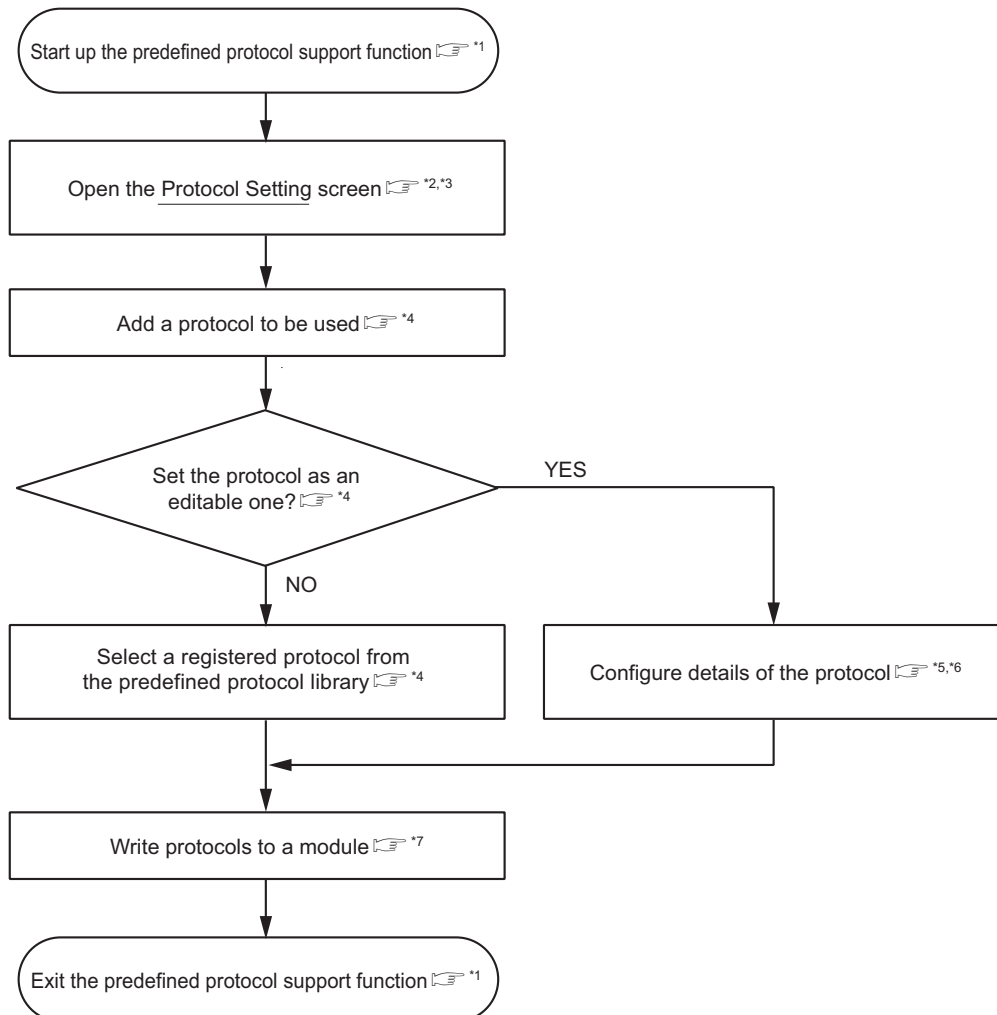 Start up the predefined protocol support function ☞ *1
Open the Protocol Setting screen ☞ *2,*3
Add a protocol to be used ☞ *4
Set the protocol as an
editable one? ☞ *4
YES
NO
Select a registered protocol from
the predefined protocol library ☞ *4
Configure details of the protocol ☞ *5,*6
Write protocols to a module ☞ *7
Exit the predefined protocol support function ☞ *1